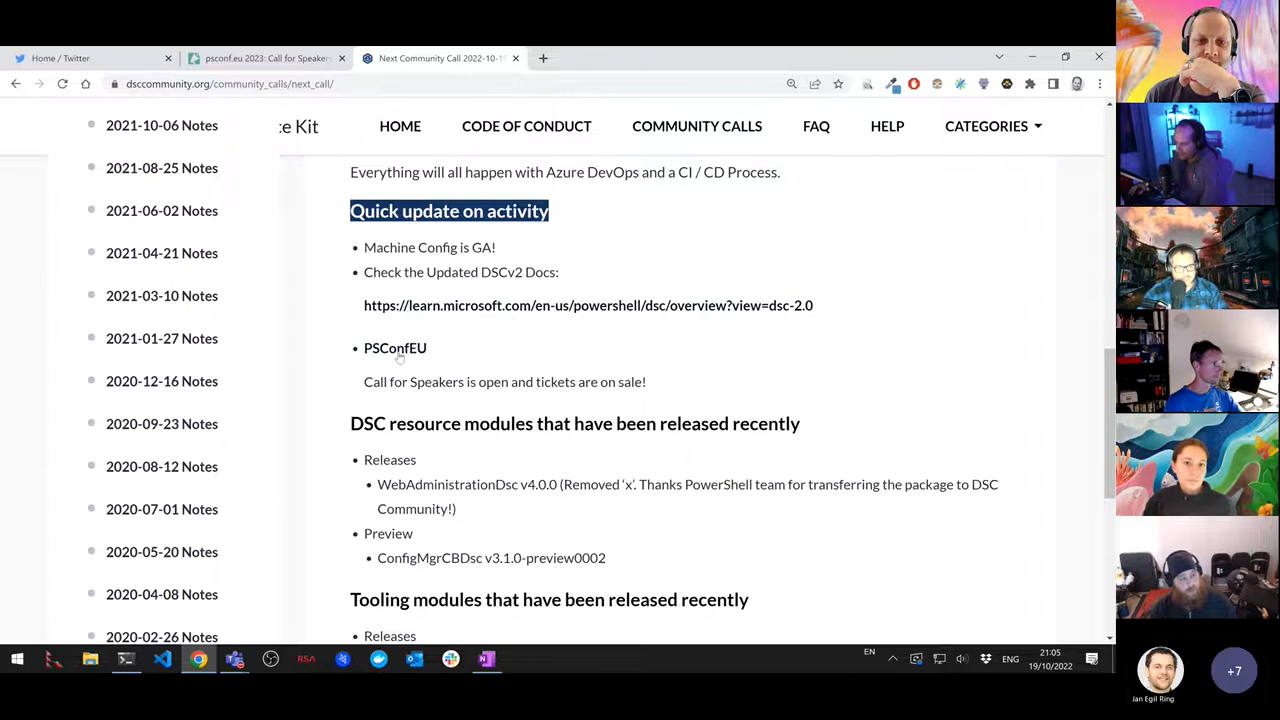 Home / Twitter
psconf.eu 2023: Call for Speakers
Next Community Call 2022-10-1
dsccommunity.org/community_calls/next_call/
ce Kit
HOME
CODE OF CONDUCT
COMMUNITY CALLS
FAQ
HELP
CATEGORIES
2021-10-06 Notes
2021-08-25 Notes
2021-06-02 Notes
2021-04-21 Notes
2021-03-10 Notes
2021-01-27 Notes
2020-12-16 Notes
2020-09-23 Notes
2020-08-12 Notes
2020-07-01 Notes
2020-05-20 Notes
2020-04-08 Notes
2020-02-26 Notes
Everything will all happen with Azure DevOps and a CI / CD Process.
Quick update on activity
Machine Config is GA!
Check the Updated DSCv2 Docs:
https://learn.microsoft.com/en-us/powershell/dsc/overview?view=dsc-2.0
PSConfEU
Call for Speakers is open and tickets are on sale!
DSC resource modules that have been released recently
Releases
WebAdministrationDsc v4.0.0 (Removed ‘x’. Thanks PowerShell team for transferring the package to DSC
Community!)
Preview
ConfigMgrCBDsc v3.1.0-preview0002
Tooling modules that have been released recently
Releases
RSA
EN
ENG
21:05
19/10/2022
Jan Egil Ring
+7